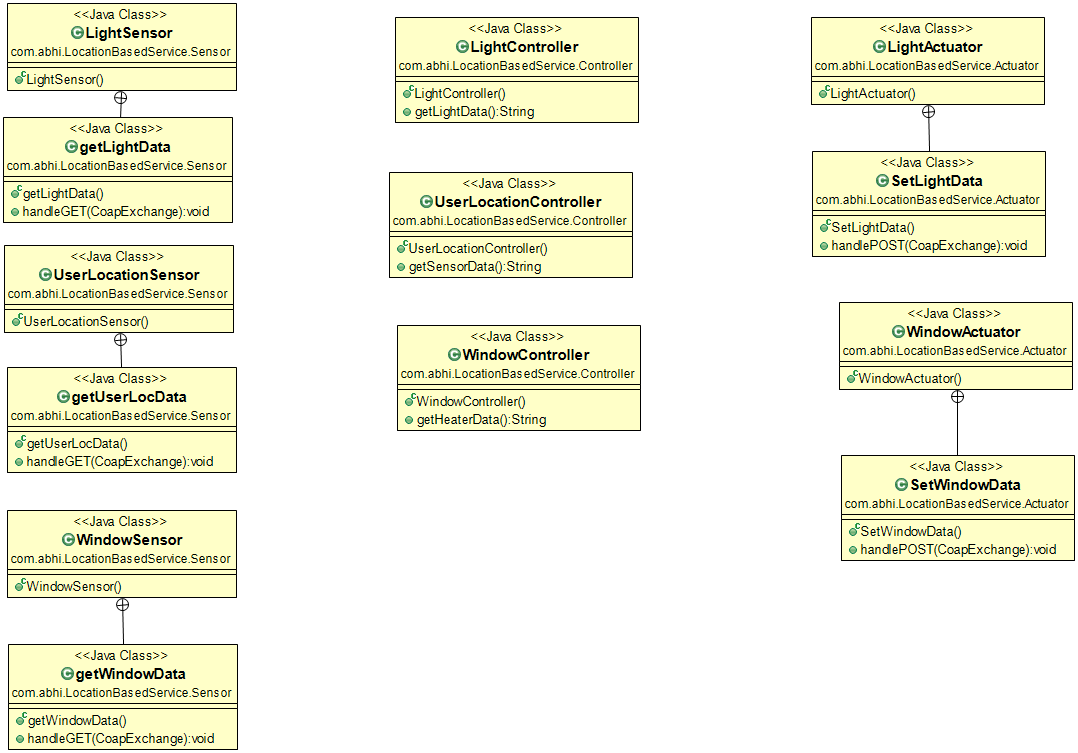 <<Java Class>>
LightSensor
com.abhi.LocationBasedService.Sensor
LightSensor()
<<Java Class>>
getLightData
com.abhi.LocationBasedService.Sensor
getLightData()
handleGET(CoapExchange):void
<<Java Class>>
UserLocationSensor
com.abhi.LocationBasedService.Sensor
UserLocationSensor()
<<Java Class>>
getUserLocData
com.abhi.LocationBasedService.Sensor
getUserLocData()
handleGET(CoapExchange):void
<<Java Class>>
WindowSensor
com.abhi.LocationBasedService.Sensor
WindowSensor()
<<Java Class>>
getWindowData
com.abhi.LocationBasedService.Sensor
getWindowData()
handleGET(CoapExchange):void
<<Java Class>>
LightController
com.abhi.LocationBasedService.Controller
LightController()
getLightData():String
<<Java Class>>
UserLocationController
com.abhi.LocationBasedService.Controller
UserLocationController()
getSensorData():String
<<Java Class>>
WindowController
com.abhi.LocationBasedService.Controller
WindowController()
getHeaterData():String
<<Java Class>>
LightActuator
com.abhi.LocationBasedService.Actuator
LightActuator()
<<Java Class>>
SetLightData
com.abhi.LocationBasedService.Actuator
SetLightData()
handlePOST(CoapExchange):void
<<Java Class>>
WindowActuator
com.abhi.LocationBasedService.Actuator
WindowActuator()
<<Java Class>>
SetWindowData
com.abhi.LocationBasedService.Actuator
SetWindowData()
handlePOST(CoapExchange):void